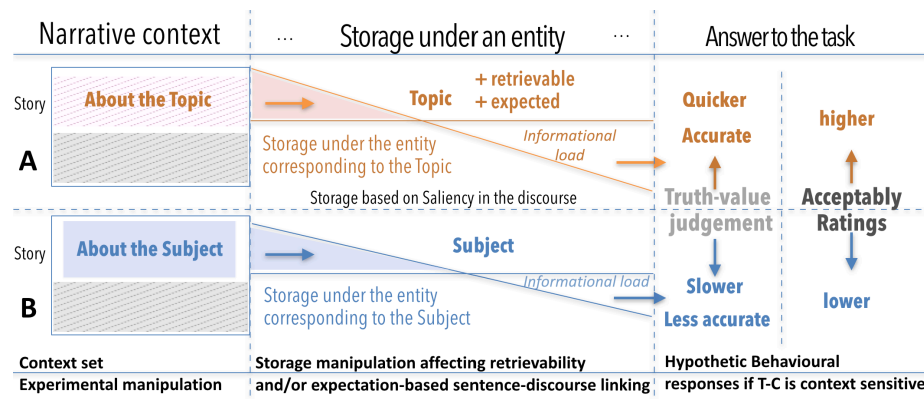 Narrative context
...
Storage under an entity
...
Answer to the task
Story
About the Topic
A
Topic
+ retrievable
+ expected
Storage under the entity
corresponding to the Topic
Informational
load
Storage based on Saliency in the discourse
Quicker
Accurate
higher
Truth-value
judgement
Acceptably
Ratings
Story
About the Subject
B
Subject
Storage under the entity
corresponding to the Subject
Informational load
Slower
Less accurate
lower
Context set
Experimental manipulation
Storage manipulation affecting retrievability
and/or expectation-based sentence-discourse linking
Hypothetic Behavioural
responses if T-C is context sensitive